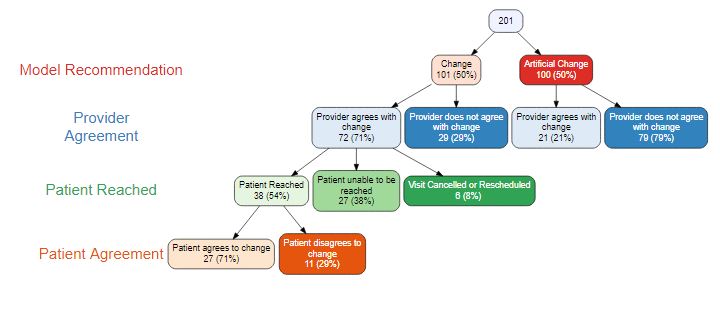 201
Model Recommendation
Change
101 (50%)
Artificial Change
100 (50%)
Provider
Agreement
Provider agrees with
change
72 (71%)
Provider does not agree
with change
29 (29%)
Provider agrees with
change
21 (21%)
Provider does not agree
with change
79 (79%)
Patient Reached
Patient Reached
38 (54%)
Patient unable to be
reached
27 (38%)
Visit Cancelled or Rescheduled
6 (8%)
Patient Agreement
Patient agrees to change
27 (71%)
Patient disagrees to
change
11 (29%)